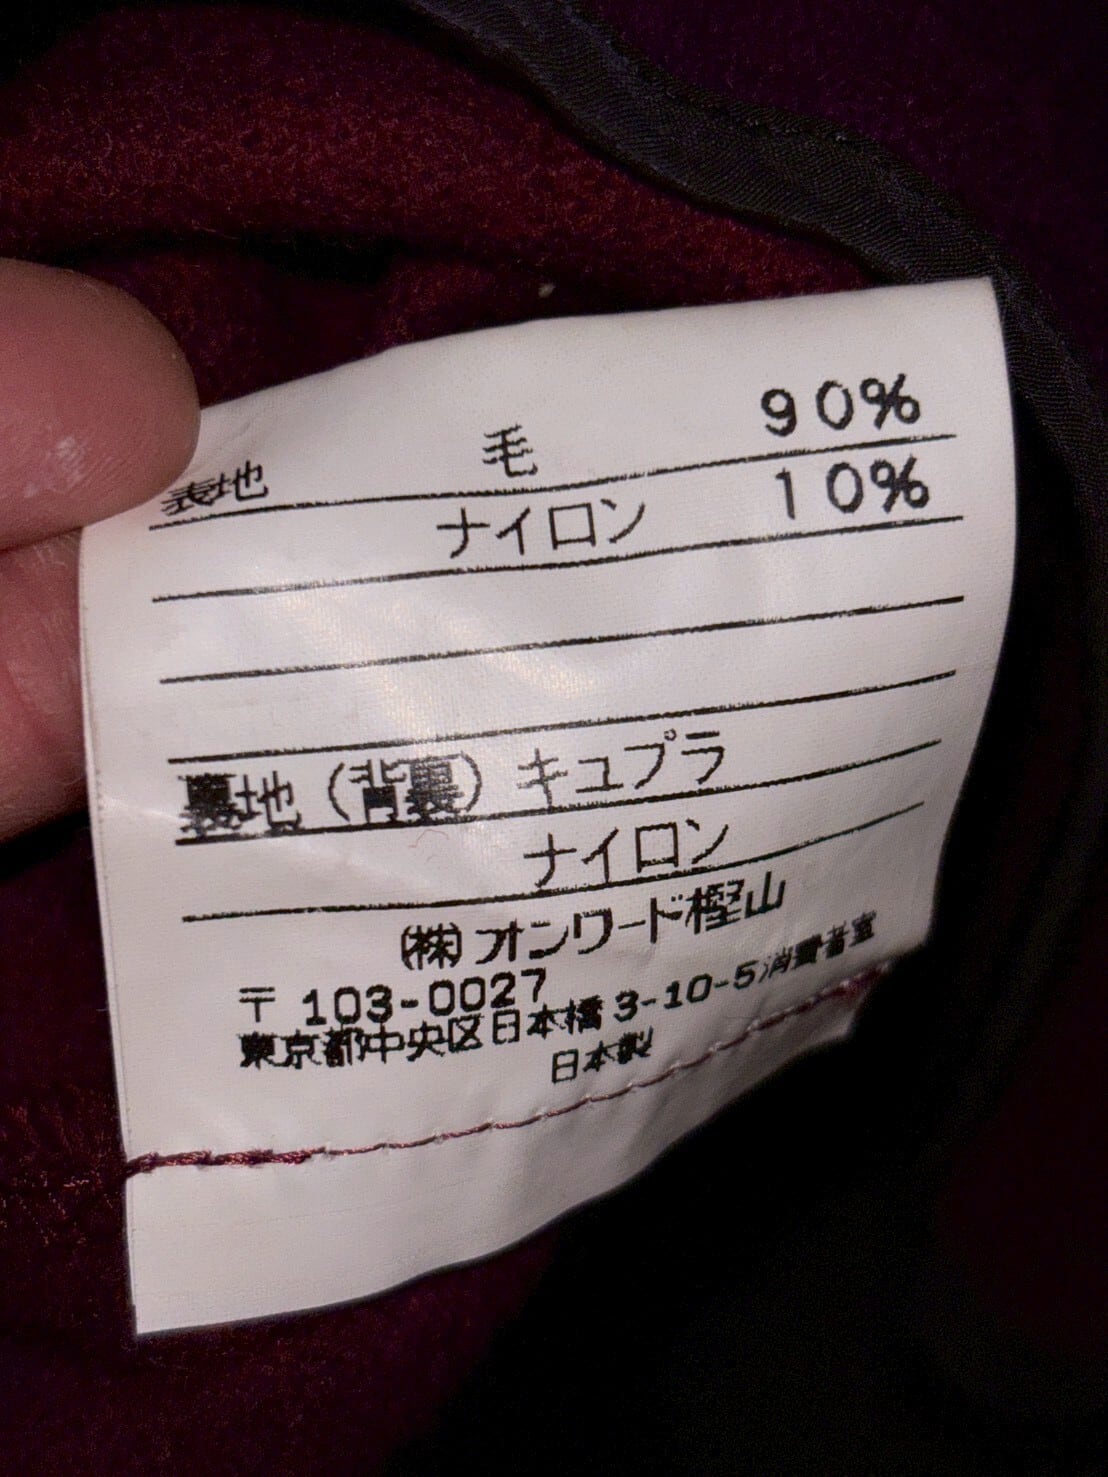 表地 毛 90%
ナイロン 10%
裏地(背裏) キュプラ
ナイロン
(株)オンワード樫山
〒103-0027
東京都中央区日本橋3-10-5消費者室
日本製